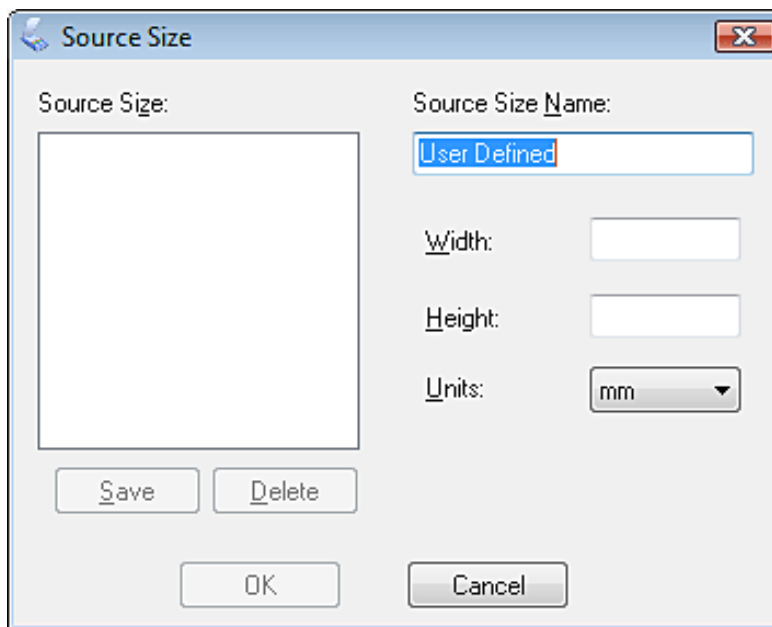 Source Size
Source Size:
Source Size Name:
User Defined
Width:
Height:
Units:
mm
Save
Delete
OK
Cancel